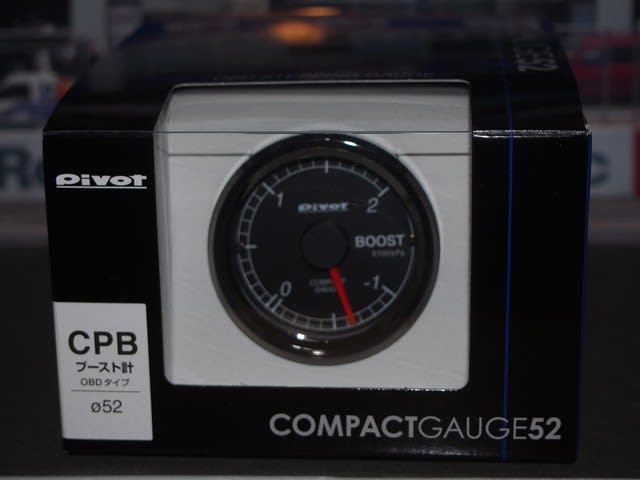 pivot
CPB
ブースト計
OBDタイプ
ø52
1
2
pivot
BOOST
X100kPa
COMPACT
GAUGE
0
-1
COMPACTGAUGE52